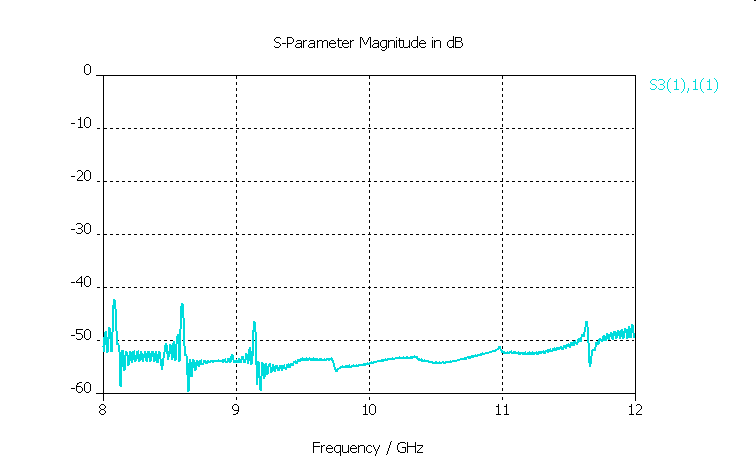 S-Parameter Magnitude in dB
0
S3(1),1(1)
-10
-20
-30
-40
-50
-60
8 9 10 11 12
Frequency / GHz